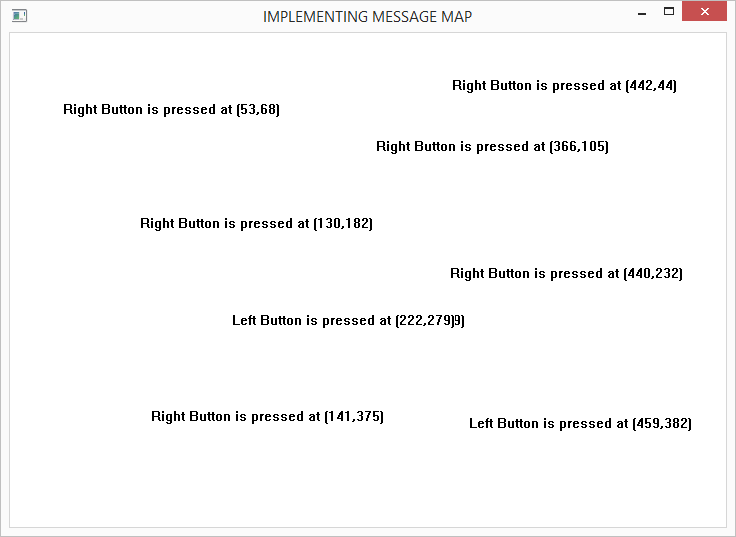 IMPLEMENTING MESSAGE MAP
Right Button is pressed at (442,44)
Right Button is pressed at (53,68)
Right Button is pressed at (366,105)
Right Button is pressed at (130,182)
Right Button is pressed at (440,232)
Left Button is pressed at (222,279)9)
Right Button is pressed at (141,375)
Left Button is pressed at (459,382)